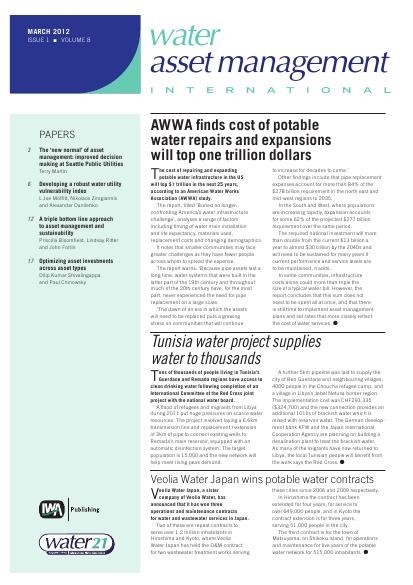 MARCH 2012
ISSUE 1 ■ VOLUME 8
water
asset management
INTERNATIONAL
PAPERS
2 The 'new normal' of asset
management: improved decision
making at Seattle Public Utilities
Terry Martin
8 Developing a robust water utility
vulnerability index
L Joe Moffitt, Nikolaos Zirogiannis
and Alexander Danilenko
12 A triple bottom line approach
to asset management and
sustainability
Priscilla Bloomfield, Lindsay Ritter
and John Fortin
17 Optimizing asset investments
across asset types
Dilip Kumar Shivalingappa
and Paul Chinowsky
IWA Publishing
water21
AWWA finds cost of potable
water repairs and expansions
will top one trillion dollars
The cost of repairing and expanding
potable water infrastructure in the US
will top $1 trillion in the next 25 years,
according to an American Water Works
Association (AWWA) study.
The report, titled 'Buried no longer:
confronting America's water infrastructure
challenge', analyses a range of factors
including timing of water main installation
and life expectancy, materials used,
replacement costs and changing demographics.
It notes that smaller communities may face
greater challenges as they have fewer people
across whom to spread the expense.
The report warns: 'Because pipe assets last a
long time, water systems that were built in the
latter part of the 19th century and throughout
much of the 20th century have, for the most
part, never experienced the need for pipe
replacement on a large scale.
'The dawn of an era in which the assets
will need to be replaced puts a growing
stress on communities that will continue
to increase for decades to come.'
Other findings include that pipe replacement
expenses account for more than 84% of the
$278 billion requirement in the north east and
mid-west regions to 2035.
In the South and West, where populations
are increasing rapidly, expansion accounts
for some 62% of the projected $277 billion
requirement over the same period.
The required national investment will more
than double from the current $13 billion a
year to almost $30 billion by the 2040s and
will need to be sustained for many years if
current performance and service levels are
to be maintained, it adds.
In some communities, infrastructure
alone could more than triple the
size of a typical water bill. However, the
report concludes that this sum does not
need to be spent all at once, and that there
is still time to implement asset management
plans and set rates that more closely reflect
the cost of water services. ●
Tunisia water project supplies
water to thousands
Tens of thousands of people living in Tunisia's
Guerdane and Remada regions have access to
clean drinking water following completion of an
International Committee of the Red Cross joint
project with the national water board.
A flood of refugees and migrants from Libya
during 2011 put huge pressures on scarce water
resources. The project involved laying a 6.6km
transmission line and replacement/extension
of 3km of pipe to connect existing wells to
Remada's main reservoir, equipped with an
automatic disinfection system. The target
population is 15,000 and the new network will
help meet rising peak demand.
A further 5km pipeline was laid to supply the
city of Ben Guerdane and neighbouring villages,
4000 people in the Choucha refugee camp, and
a village in Libya's Jebel Nefusa border region.
The implementation cost was CHF293,335
($324,700) and the new connection provides an
additional 101l/s of brackish water which is
mixed with reservoir water. The German develop-
ment bank KFW and the Japan International
Cooperation Agency are planning on building a
desalination plant to treat the brackish water.
As many of the migrants have now returned to
Libya, the local Tunisian people will benefit from
the work says the Red Cross. ●
Veolia Water Japan wins potable water contracts
Veolia Water Japan, a sister
company of Veolia Water, has
announced that it has won three
operations and maintenance contracts
for water and wastewater services in Japan.
Two of these are repeat contracts to
serve over 1.2 million inhabitants in
Hiroshima and Kyoto, where Veolia
Water Japan has held the O&M contract
for two wastewater treatment works serving
these cities since 2006 and 2009 respectively.
In Hiroshima, the contract has been
extended for four years, for service to
over 649,000 people, and in Kyoto the
contract extension is for three years,
serving 51,000 people in the city.
The third contract is for the town of
Matsuyama, on Shikoku island, for operations
and maintenance for five years of the potable
water network for 515,000 inhabitants. ●